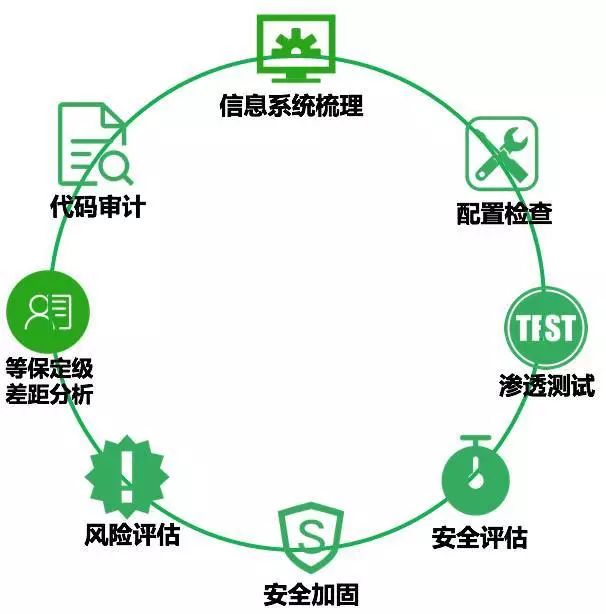 信息系统梳理
配置检查
TEST
渗透测试
安全评估
S
安全加固
风险评估
等保定级
差距分析
代码审计